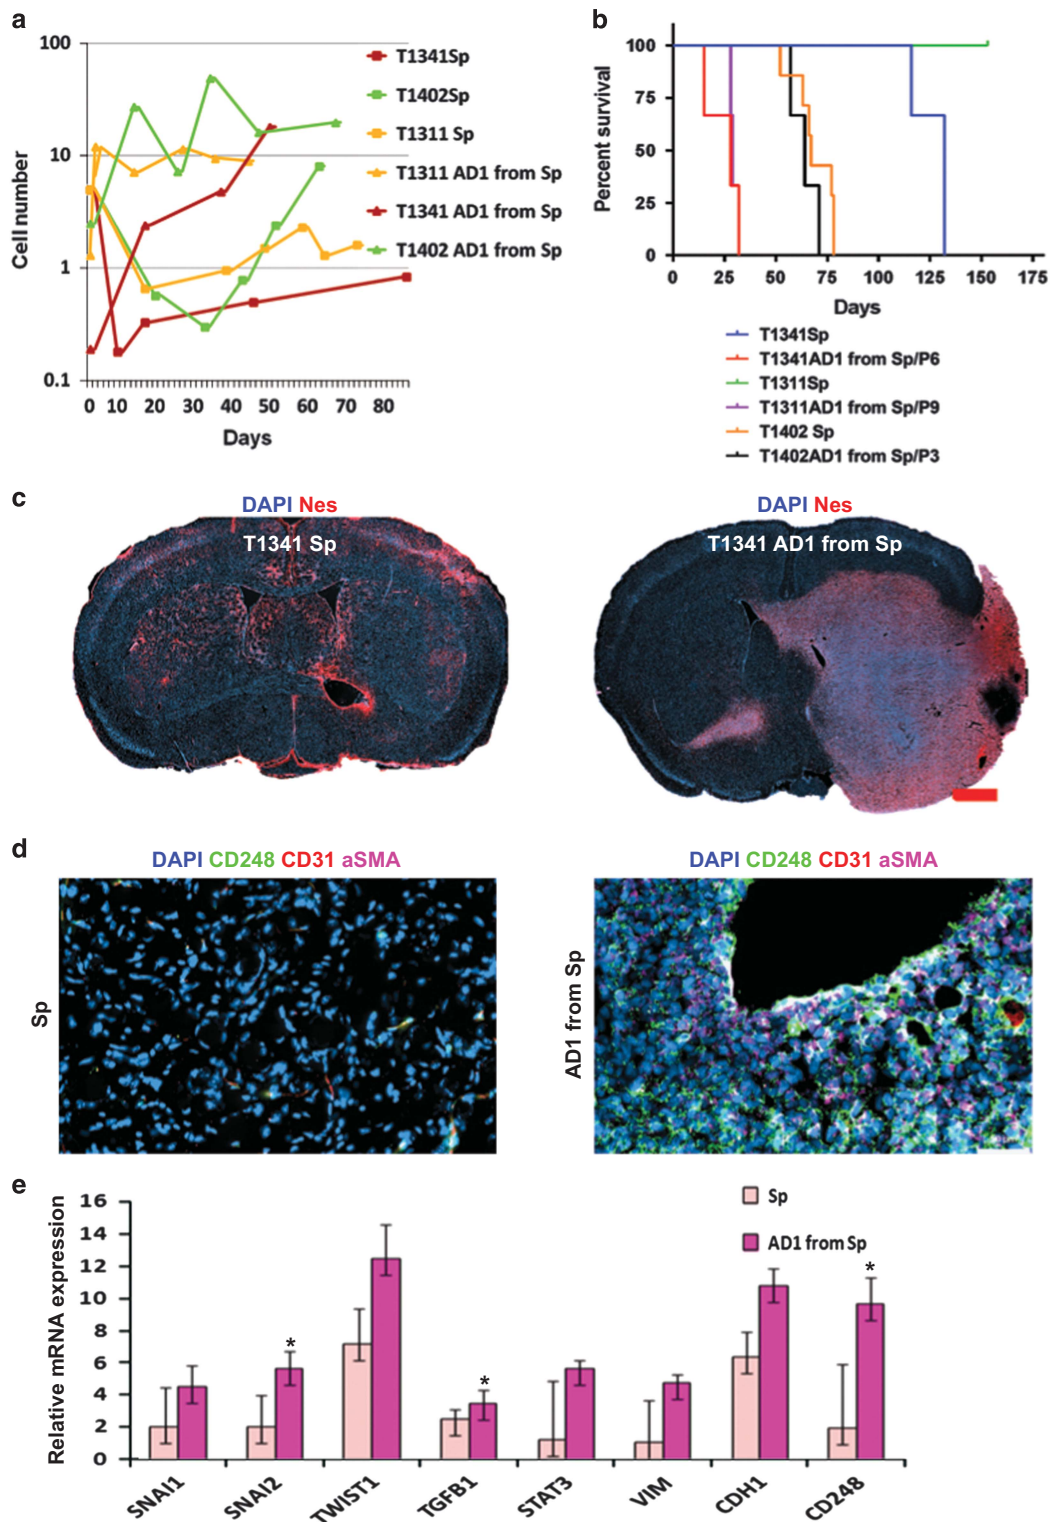 a
100
10
1
0.1
Cell number
0 10 20 30 40 50 60 70 80
Days
T1341Sp
T1402Sp
T1311 Sp
T1311 AD1 from Sp
T1341 AD1 from Sp
T1402 AD1 from Sp
b
Percent survival
100
75
50
25
0
0 25 50 75 100 125 150 175
Days
T1341Sp
T1341AD1 from Sp/P6
T1311Sp
T1311AD1 from Sp/P9
T1402 Sp
T1402AD1 from Sp/P3
c
DAPI Nes
T1341 Sp
DAPI Nes
T1341 AD1 from Sp
d
DAPI CD248 CD31 aSMA
Sp
DAPI CD248 CD31 aSMA
AD1 from Sp
e
Relative mRNA expression
16
14
12
10
8
6
4
2
0
Sp
AD1 from Sp
*
*
*
SNAI1
SNAI2
TWIST1
TGFB1
STAT3
VIM
CDH1
CD248